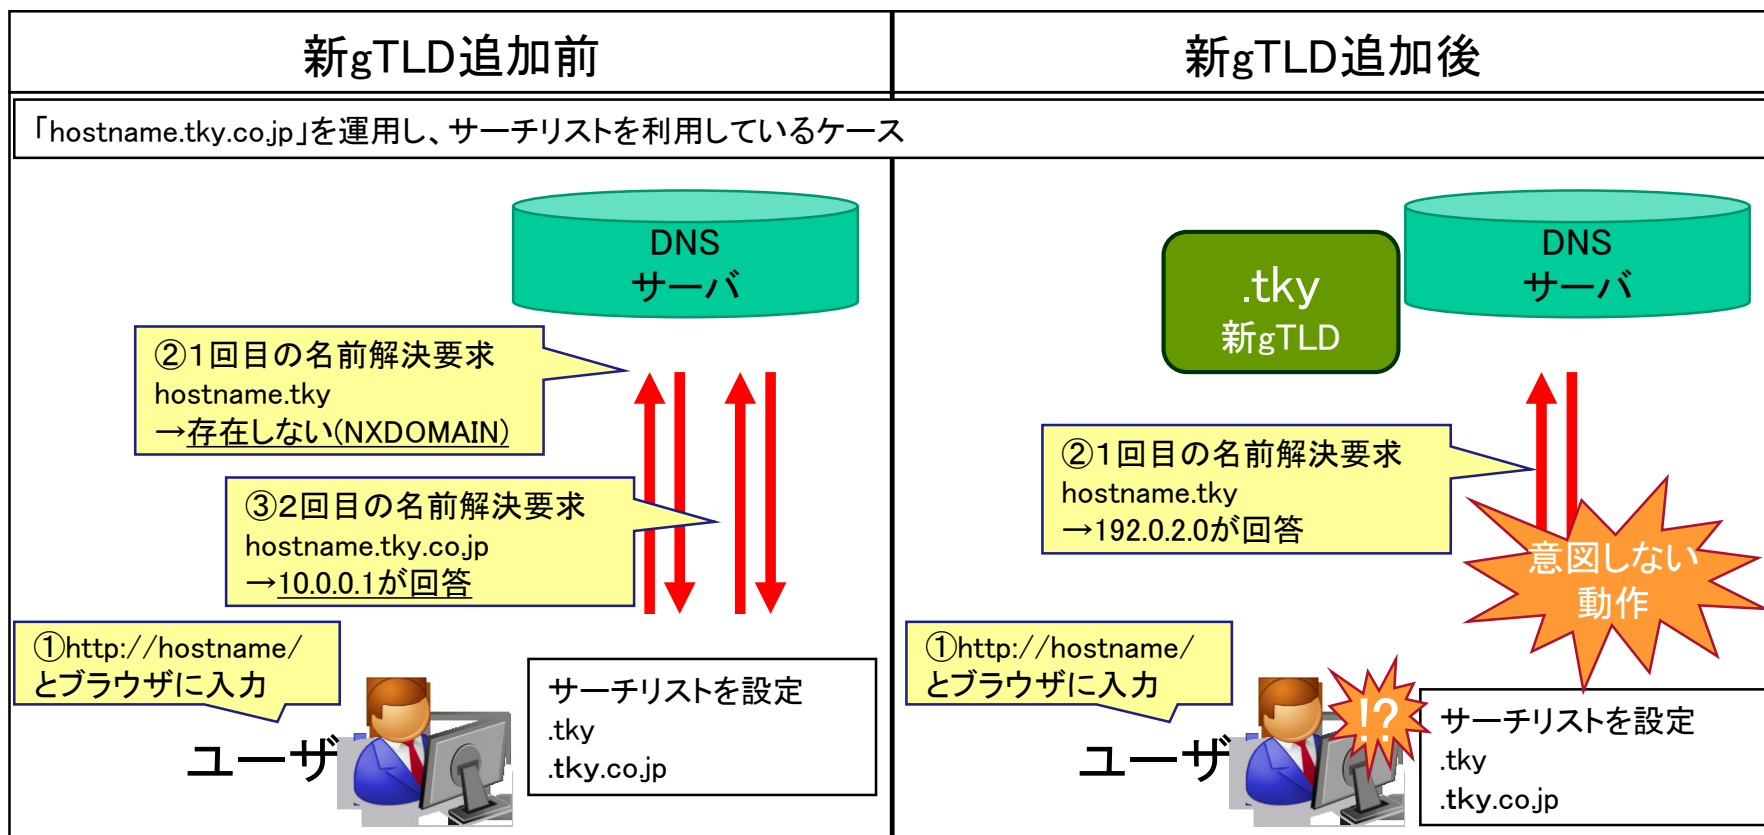 新gTLD追加前
新gTLD追加後
「hostname.tky.co.jp」を運用し、サーチリストを利用しているケース
DNS
サーバ
②1回目の名前解決要求
hostname.tky
→存在しない(NXDOMAIN)
③2回目の名前解決要求
hostname.tky.co.jp
→10.0.0.1が回答
①http://hostname/
とブラウザに入力
ユーザ
サーチリストを設定
.tky
.tky.co.jp
.tky
新gTLD
DNS
サーバ
②1回目の名前解決要求
hostname.tky
→192.0.2.0が回答
意図しない
動作
①http://hostname/
とブラウザに入力
ユーザ
!?
サーチリストを設定
.tky
.tky.co.jp